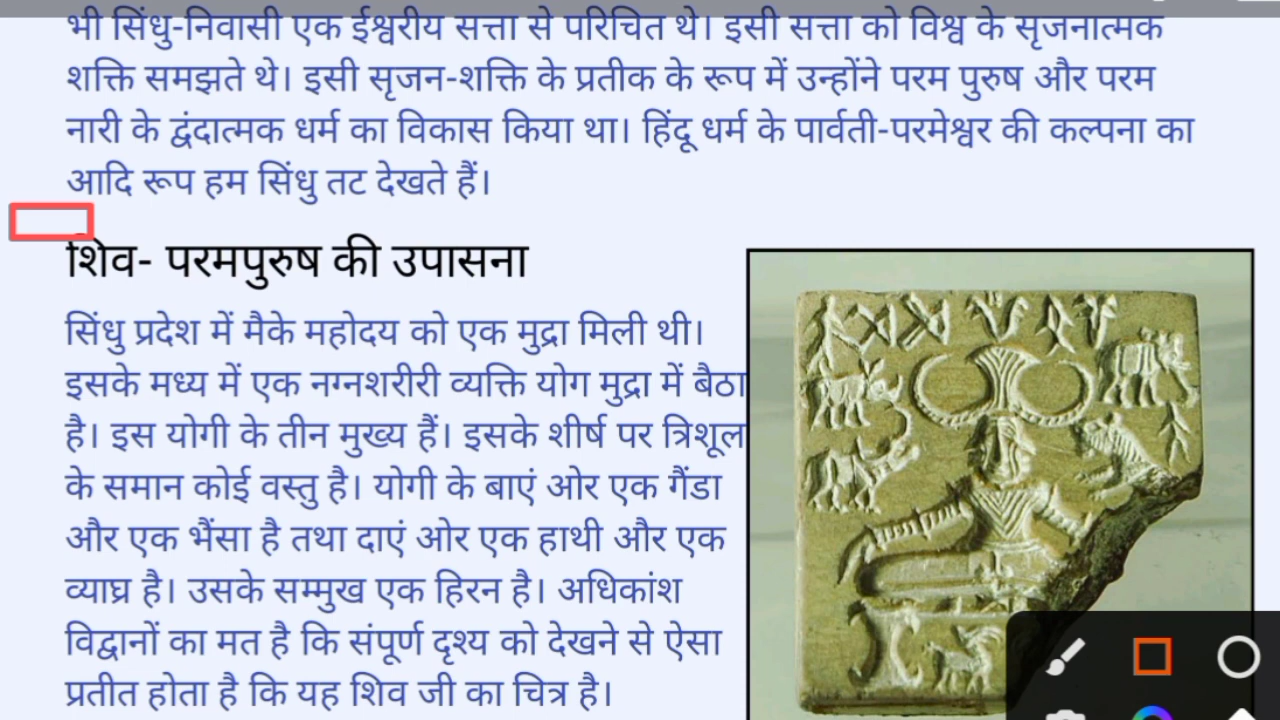 भी सिंधु-निवासी एक ईश्वरीय सत्ता से परिचित थे। इसी सत्ता को विश्व के सृजनात्मक
शक्ति समझते थे। इसी सृजन-शक्ति के प्रतीक के रूप में उन्होंने परम पुरुष और परम
नारी के द्वंदात्मक धर्म का विकास किया था। हिंदू धर्म के पार्वती-परमेश्वर की कल्पना का
आदि रूप हम सिंधु तट देखते हैं।
शिव- परमपुरुष की उपासना
सिंधु प्रदेश में मैके महोदय को एक मुद्रा मिली थी।
इसके मध्य में एक नग्नशरीरी व्यक्ति योग मुद्रा में बैठा
है। इस योगी के तीन मुख्य हैं। इसके शीर्ष पर त्रिशूल
के समान कोई वस्तु है। योगी के बाएं ओर एक गैंडा
और एक भैंसा है तथा दाएं ओर एक हाथी और एक
व्याघ्र है। उसके सम्मुख एक हिरन है। अधिकांश
विद्वानों का मत है कि संपूर्ण दृश्य को देखने से ऐसा
प्रतीत होता है कि यह शिव जी का चित्र है।